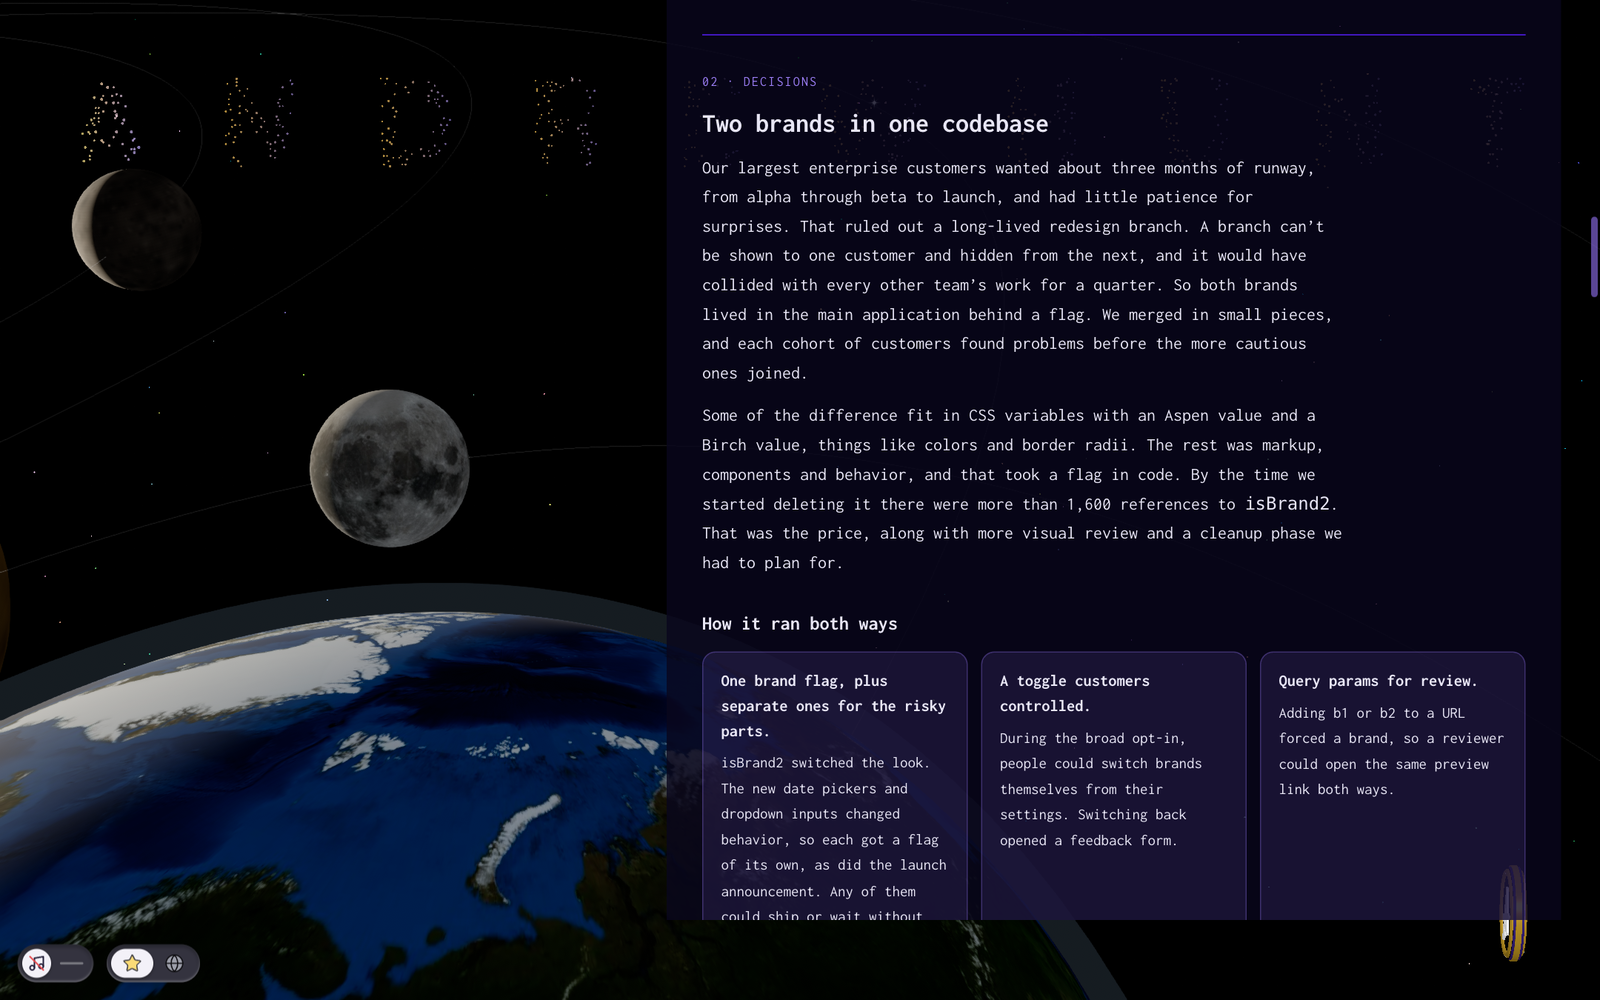 A N D R
02 · DECISIONS
Two brands in one codebase
Our largest enterprise customers wanted about three months of runway,
from alpha through beta to launch, and had little patience for
surprises. That ruled out a long-lived redesign branch. A branch can’t
be shown to one customer and hidden from the next, and it would have
collided with every other team’s work for a quarter. So both brands
lived in the main application behind a flag. We merged in small pieces,
and each cohort of customers found problems before the more cautious
ones joined.
Some of the difference fit in CSS variables with an Aspen value and a
Birch value, things like colors and border radii. The rest was markup,
components and behavior, and that took a flag in code. By the time we
started deleting it there were more than 1,600 references to isBrand2.
That was the price, along with more visual review and a cleanup phase we
had to plan for.
How it ran both ways
One brand flag, plus
separate ones for the risky
parts.
isBrand2 switched the look.
The new date pickers and
dropdown inputs changed
behavior, so each got a flag
of its own, as did the launch
announcement. Any of them
could ship or wait without
A toggle customers
controlled.
During the broad opt-in,
people could switch brands
themselves from their
settings. Switching back
opened a feedback form.
Query params for review.
Adding b1 or b2 to a URL
forced a brand, so a reviewer
could open the same preview
link both ways.